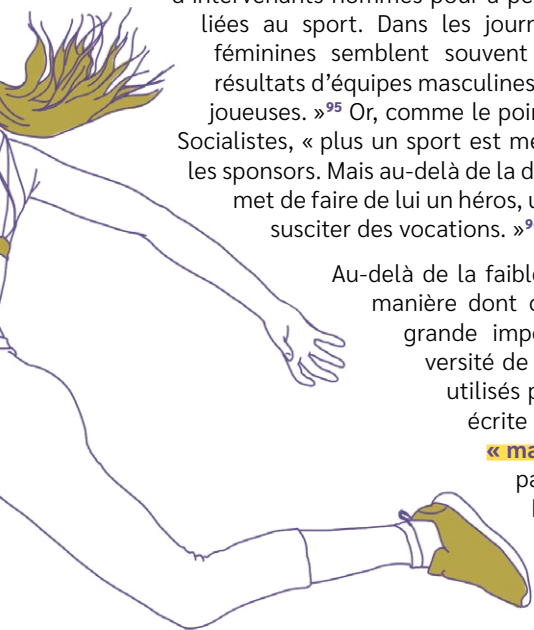 d'intervenants hommes pour à pe
liées au sport. Dans les journ
féminines semblent souvent
résultats d'équipes masculines
joueuses. »95 Or, comme le poin
Socialistes, « plus un sport est mé
les sponsors. Mais au-delà de la d
met de faire de lui un héros, u
susciter des vocations. »9
Au-delà de la faible
manière dont
grande impo
versité de
utilisés p
écrite
« ma
pa